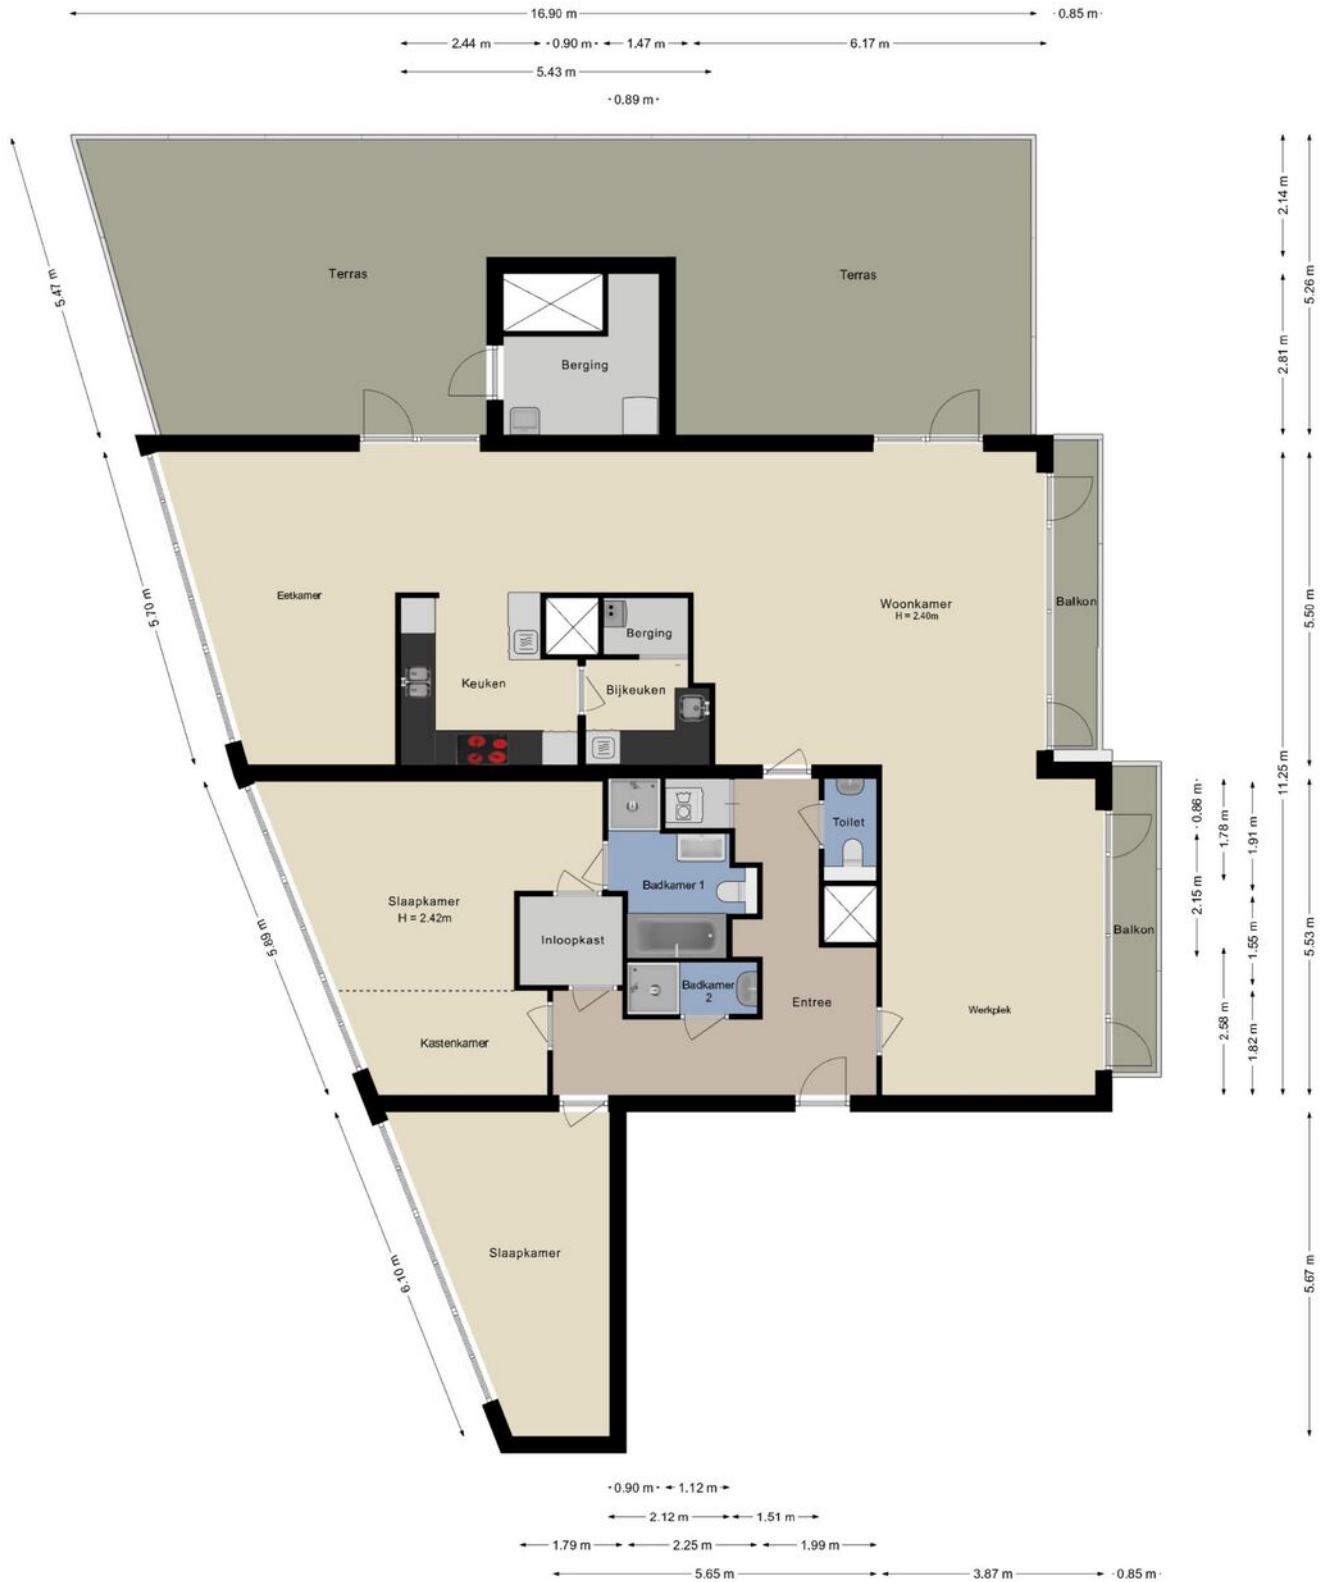 16.90 m
0.85 m
2.44 m
0.90 m
1.47 m
6.17 m
5.43 m
0.89 m
5.47 m
2.14 m
5.26 m
2.81 m
Terras
Terras
Berging
5.70 m
Eetkamer
Woonkamer
H = 2.40m
Balkon
5.50 m
Berging
Keuken
Bijkeuken
11.25 m
Toilet
0.86 m
1.78 m
1.91 m
2.15 m
5.89 m
Slaapkamer
H = 2.42m
Badkamer 1
Inloopkast
Balkon
1.55 m
5.53 m
Badkamer
2
Entree
Werkplek
Kastenkamer
2.58 m
1.82 m
6.10 m
Slaapkamer
5.67 m
0.90 m
1.12 m
2.12 m
1.51 m
1.79 m
2.25 m
1.99 m
5.65 m
3.87 m
0.85 m